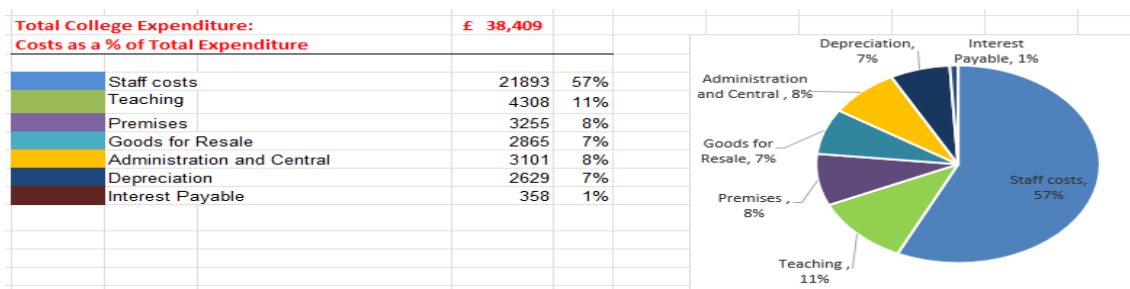 Total College Expenditure: £ 38,409
Costs as a % of Total Expenditure
Staff costs 21893 57%
Teaching 4308 11%
Premises 3255 8%
Goods for Resale 2865 7%
Administration and Central 3101 8%
Depreciation 2629 7%
Interest Payable 358 1%
Depreciation,
7%
Interest
Payable, 1%
Administration
and Central , 8%
Goods for
Resale, 7%
Premises ,
8%
Teaching ,
11%
Staff costs,
57%